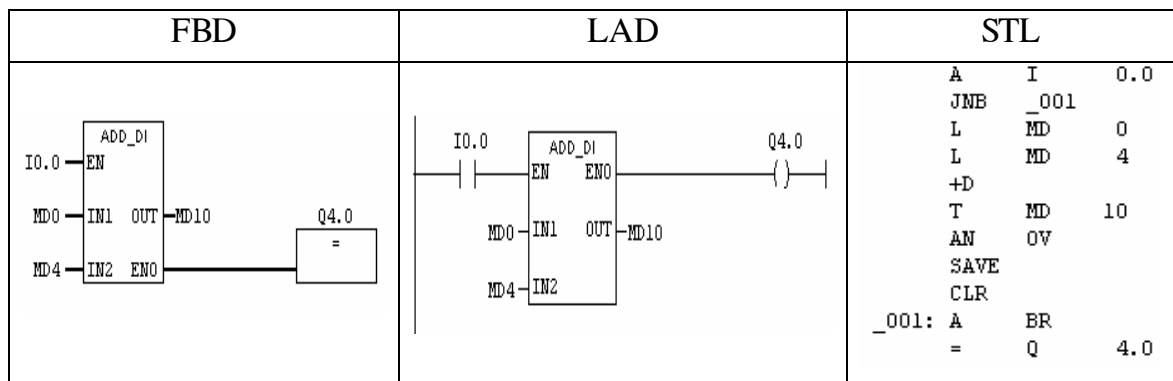 FBD
LAD
STL
ADD_DI
I0.0
EN
MD0
IN1 OUT
MD10
MD4
IN2 ENO
Q4.0
=
I0.0
ADD_DI
EN ENO
Q4.0
MD0
IN1 OUT
MD10
MD4
IN2
A I 0.0
JNB _001
L MD 0
L MD 4
+D
T MD 10
AN OV
SAVE
CLR
_001: A BR
= Q 4.0